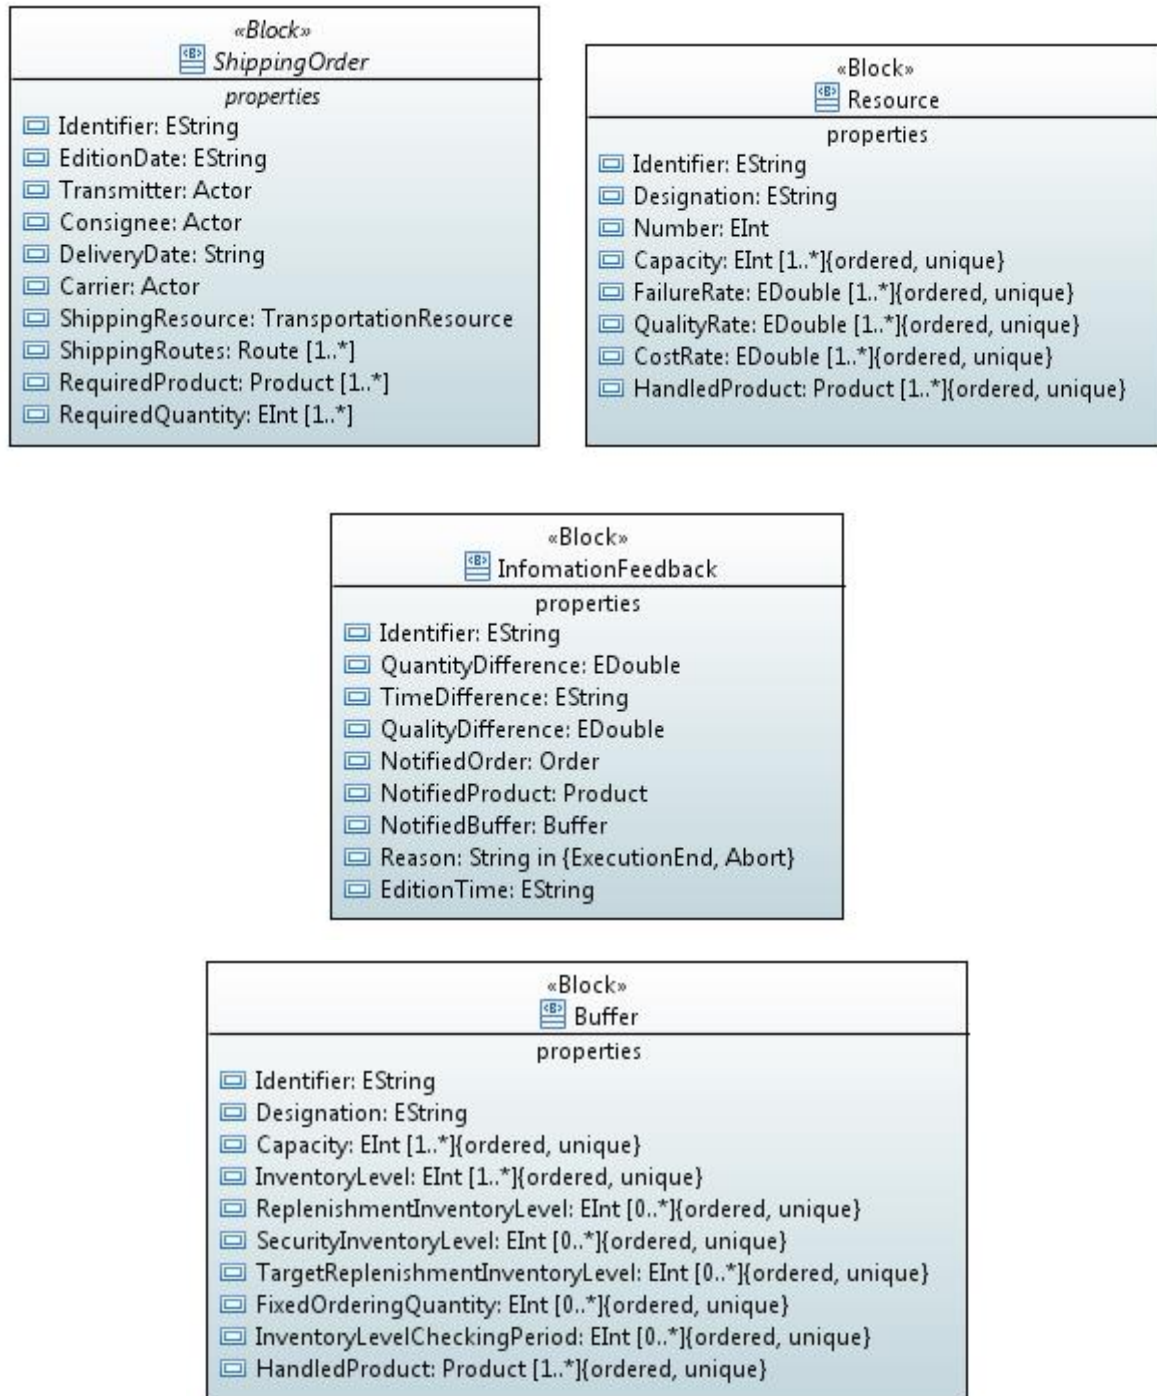 «Block»
ShippingOrder
properties
Identifier: EString
EditionDate: EString
Transmitter: Actor
Consignee: Actor
DeliveryDate: String
Carrier: Actor
ShippingResource: TransportationResource
ShippingRoutes: Route [1..*]
RequiredProduct: Product [1..*]
RequiredQuantity: EInt [1..*]
«Block»
Resource
properties
Identifier: EString
Designation: EString
Number: EInt
Capacity: EInt [1..*]{ordered, unique}
FailureRate: EDouble [1..*]{ordered, unique}
QualityRate: EDouble [1..*]{ordered, unique}
CostRate: EDouble [1..*]{ordered, unique}
HandledProduct: Product [1..*]{ordered, unique}
«Block»
InfomationFeedback
properties
Identifier: EString
QuantityDifference: EDouble
TimeDifference: EString
QualityDifference: EDouble
NotifiedOrder: Order
NotifiedProduct: Product
NotifiedBuffer: Buffer
Reason: String in {ExecutionEnd, Abort}
EditionTime: EString
«Block»
Buffer
properties
Identifier: EString
Designation: EString
Capacity: EInt [1..*]{ordered, unique}
InventoryLevel: EInt [1..*]{ordered, unique}
ReplenishmentInventoryLevel: EInt [0..*]{ordered, unique}
SecurityInventoryLevel: EInt [0..*]{ordered, unique}
TargetReplenishmentInventoryLevel: EInt [0..*]{ordered, unique}
FixedOrderingQuantity: EInt [0..*]{ordered, unique}
InventoryLevelCheckingPeriod: EInt [0..*]{ordered, unique}
HandledProduct: Product [1..*]{ordered, unique}